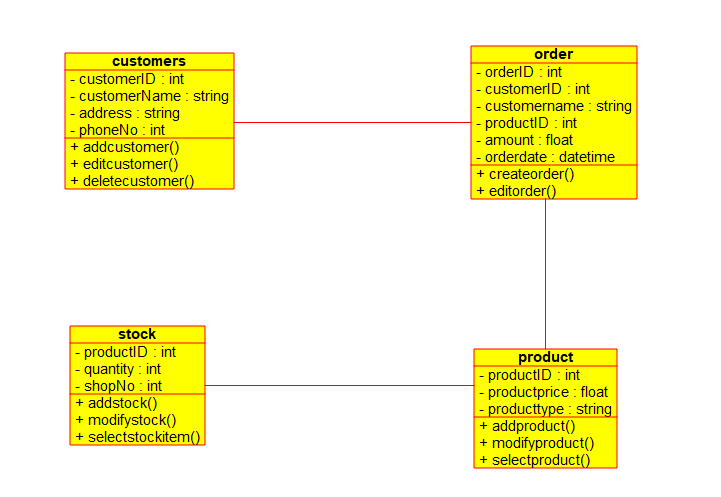 customers
- customerID : int
- customerName : string
- address : string
- phoneNo : int
+ addcustomer()
+ editcustomer()
+ deletecustomer()
order
- orderID : int
- customerID : int
- customername : string
- productID : int
- amount : float
- orderdate : datetime
+ createorder()
+ editorder()
stock
- productID : int
- quantity : int
- shopNo : int
+ addstock()
+ modifystock()
+ selectstockitem()
product
- productID : int
- productprice : float
- producttype : string
+ addproduct()
+ modifyproduct()
+ selectproduct()